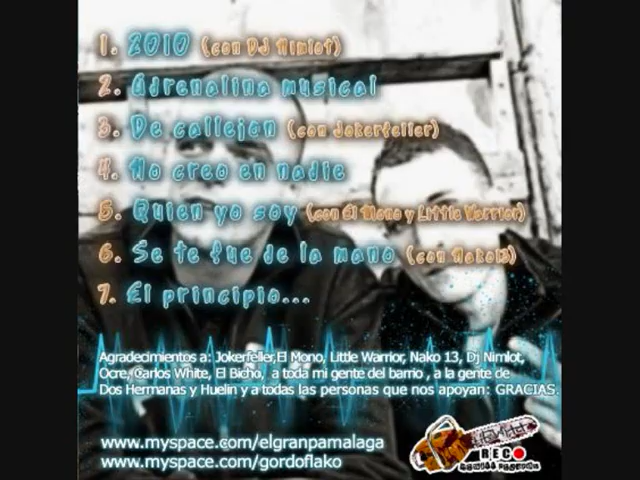 1. 2010 (con DJ Nimlot)
2. Adrenalina musical
3. De callejon (con Jokerfeller)
4. No creo en nadie
5. Quien yo soy (con El Mono y Little Warrior)
6. Se te fue de la mano (con Nako13)
7. El principio...
Agradecimientos a: Jokerfeller,El Mono, Little Warrior, Nako 13, Dj Nimlot,
Ocre, Carlos White, El Bicho, a toda mi gente del barrio , a la gente de
Dos Hermanas y Huelin y a todas las personas que nos apoyan: GRACIAS.
www.myspace.com/elgranpamalaga
www.myspace.com/gordoflako
REC